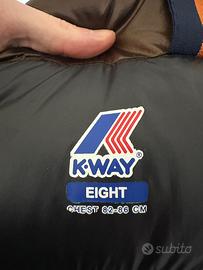 K-WAY®
EIGHT
CHEST 82-86 CM
subito